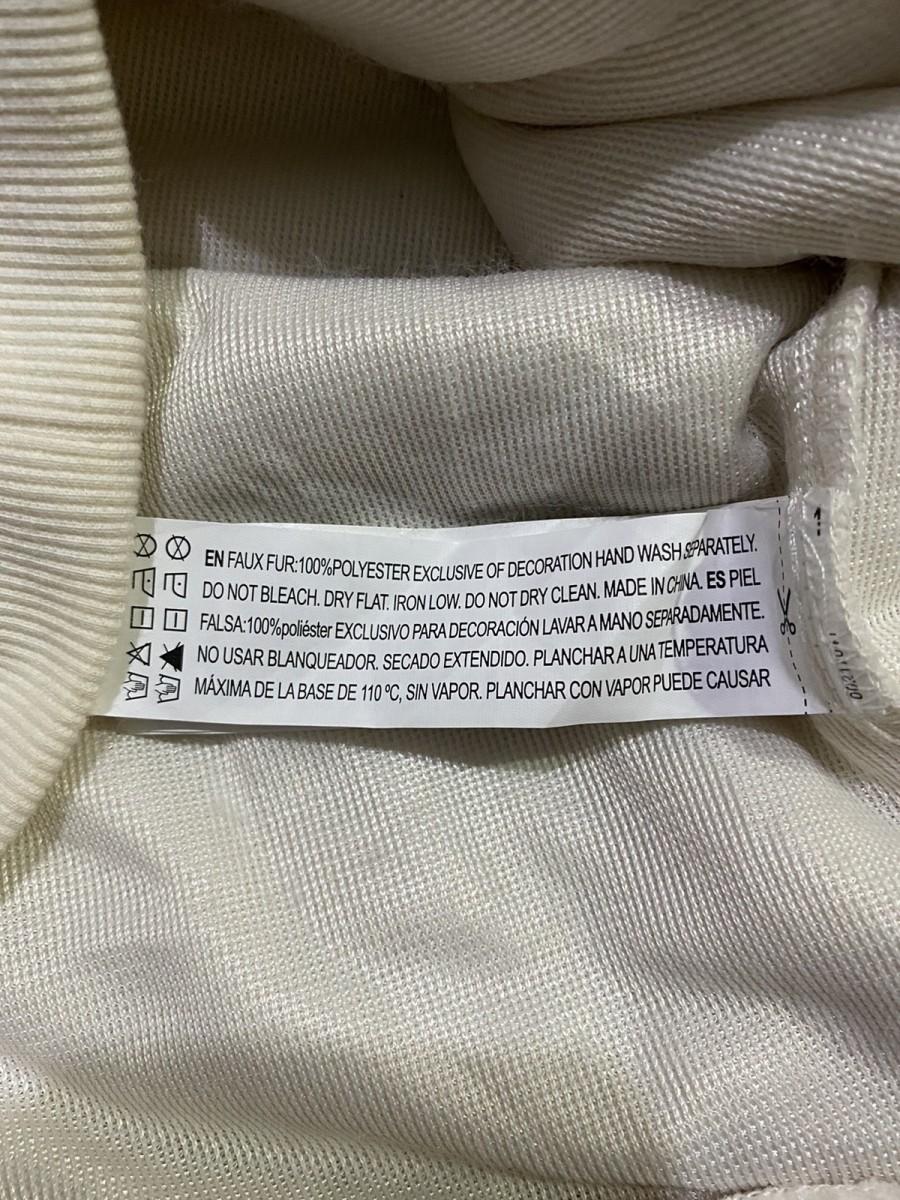 EN FAUX FUR:100%POLYESTER EXCLUSIVE OF DECORATION HAND WASH SEPARATELY.
DO NOT BLEACH. DRY FLAT. IRON LOW. DO NOT DRY CLEAN. MADE IN CHINA. ES PIEL
FALSA:100%poliéster EXCLUSIVO PARA DECORACIÓN LAVAR A MANO SEPARADAMENTE.
NO USAR BLANQUEADOR. SECADO EXTENDIDO. PLANCHAR A UNA TEMPERATURA
MÁXIMA DE LA BASE DE 110 ºC, SIN VAPOR. PLANCHAR CON VAPOR PUEDE CAUSAR